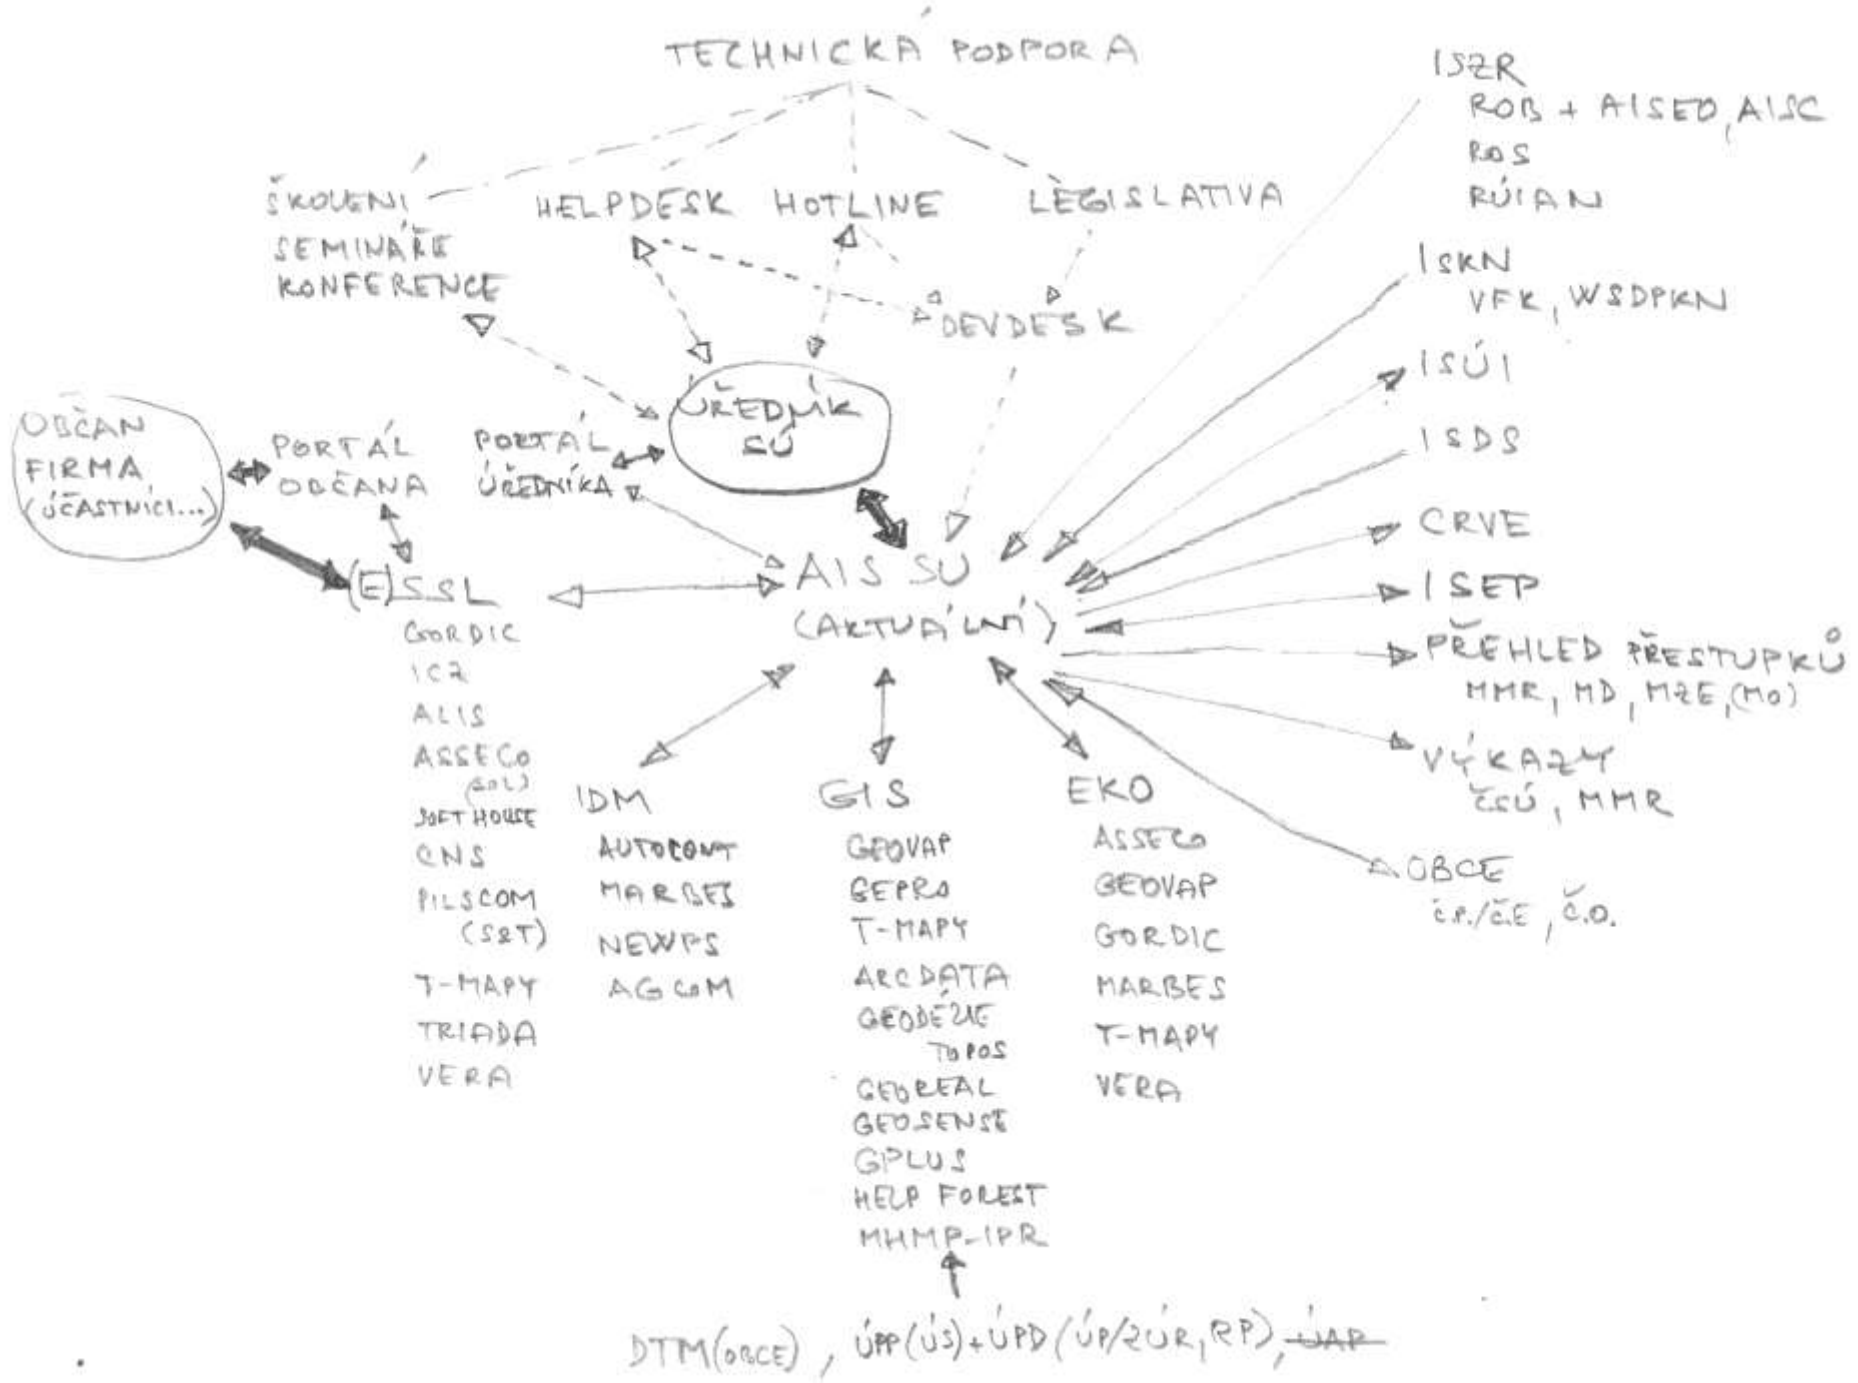 TECHNICKÁ PODPORA
ŠKOLENÍ
SEMINÁŘE
KONFERENCE
HELPDESK
HOTLINE
LEGISLATIVA
DEVDESK
ÚŘEDNÍK
SÚ
OBČAN
FIRMA
(ÚČASTNÍCI...)
PORTÁL
OBČANA
PORTÁL
ÚŘEDNÍKA
(E)SSL
GORDIC
ICZ
ALIS
ASSECO
SOFT HOUSE
CNS
PILSCOM
(S&T)
T-MAPY
TRIADA
VERA
AIS SÚ
(AKTUÁLNÍ)
IDM
AUTOCONT
MARBES
NEWPS
AGCOM
GIS
GEOVAP
GEPRO
T-MAPY
ARCDATA
GEODÉZIE
TOPOS
GEOREAL
GEOSENSE
GPLUS
HELP FOREST
MHMP-IPR
EKO
ASSECO
GEOVAP
GORDIC
MARBES
T-MAPY
VERA
ISZR
ROB + AISEO, AISC
ROS
RÚIAN
ISKN
VFK, WSDPKN
ISÚI
ISDS
CRVE
ISEP
PŘEHLED PŘESTUPKŮ
MMR, MD, MZE, (MO)
VÝKAZY
ČSÚ, MMR
OBCE
Č.P./Č.E, Č.O.
DTM(OBCE), ÚPP(ÚS)+ÚPD(ÚP/ZÚR, RP), ÚAP